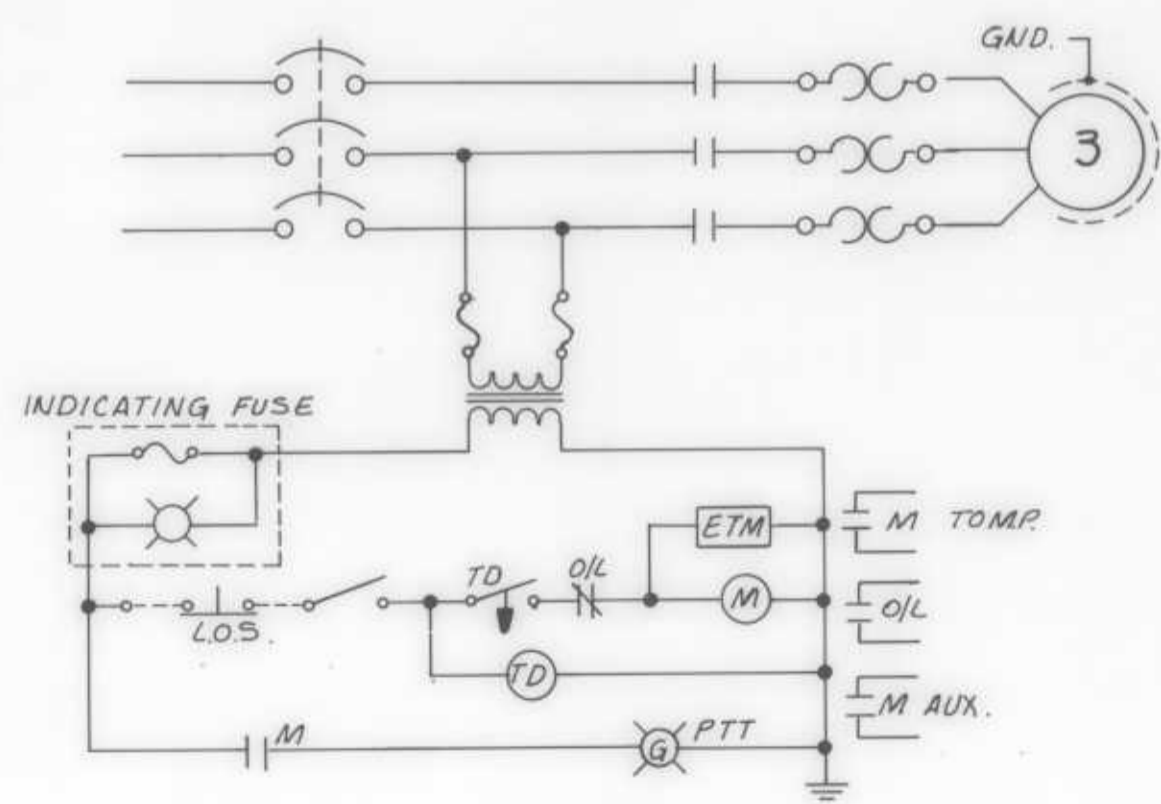 GND.
3
INDICATING FUSE
ETM
M TOMP.
TD
O/L
M
O/L
L.O.S.
TD
M AUX.
M
G
PTT